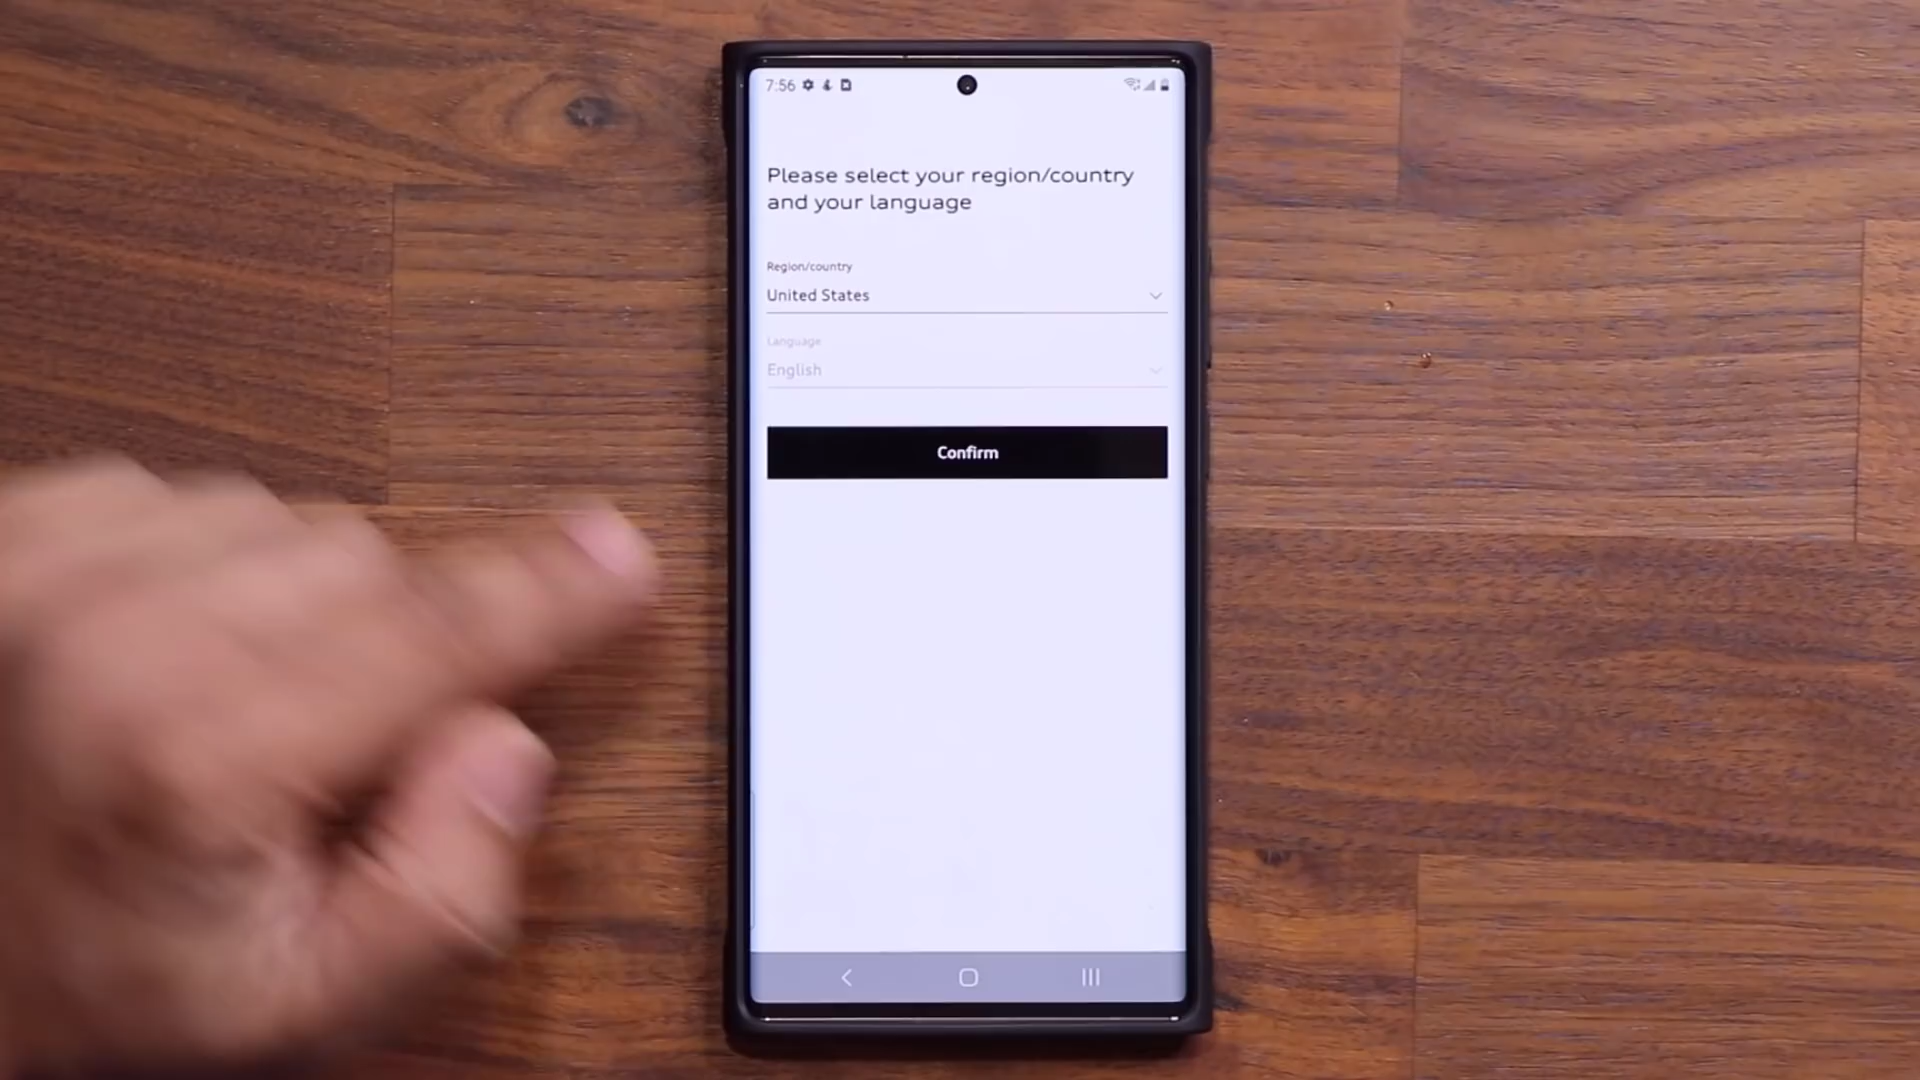 7:56
Please select your region/country
and your language
Region/country
United States
Language
English
Confirm